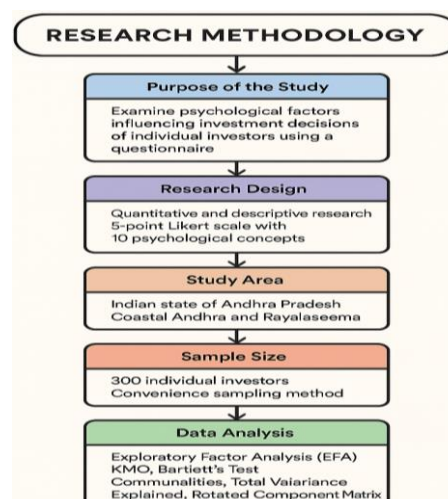 RESEARCH METHODOLOGY
Purpose of the Study
Examine psychological factors
influencing investment decisions
of individual investors using a
questionnaire
Research Design
Quantitative and descriptive research
5-point Likert scale with
10 psychological concepts
Study Area
Indian state of Andhra Pradesh
Coastal Andhra and Rayalaseema
Sample Size
300 individual investors
Convenience sampling method
Data Analysis
Exploratory Factor Analysis (EFA)
KMO, Bartiett's Test
Communalities, Total Vaiariance
Explained, Rotated Component Matrix